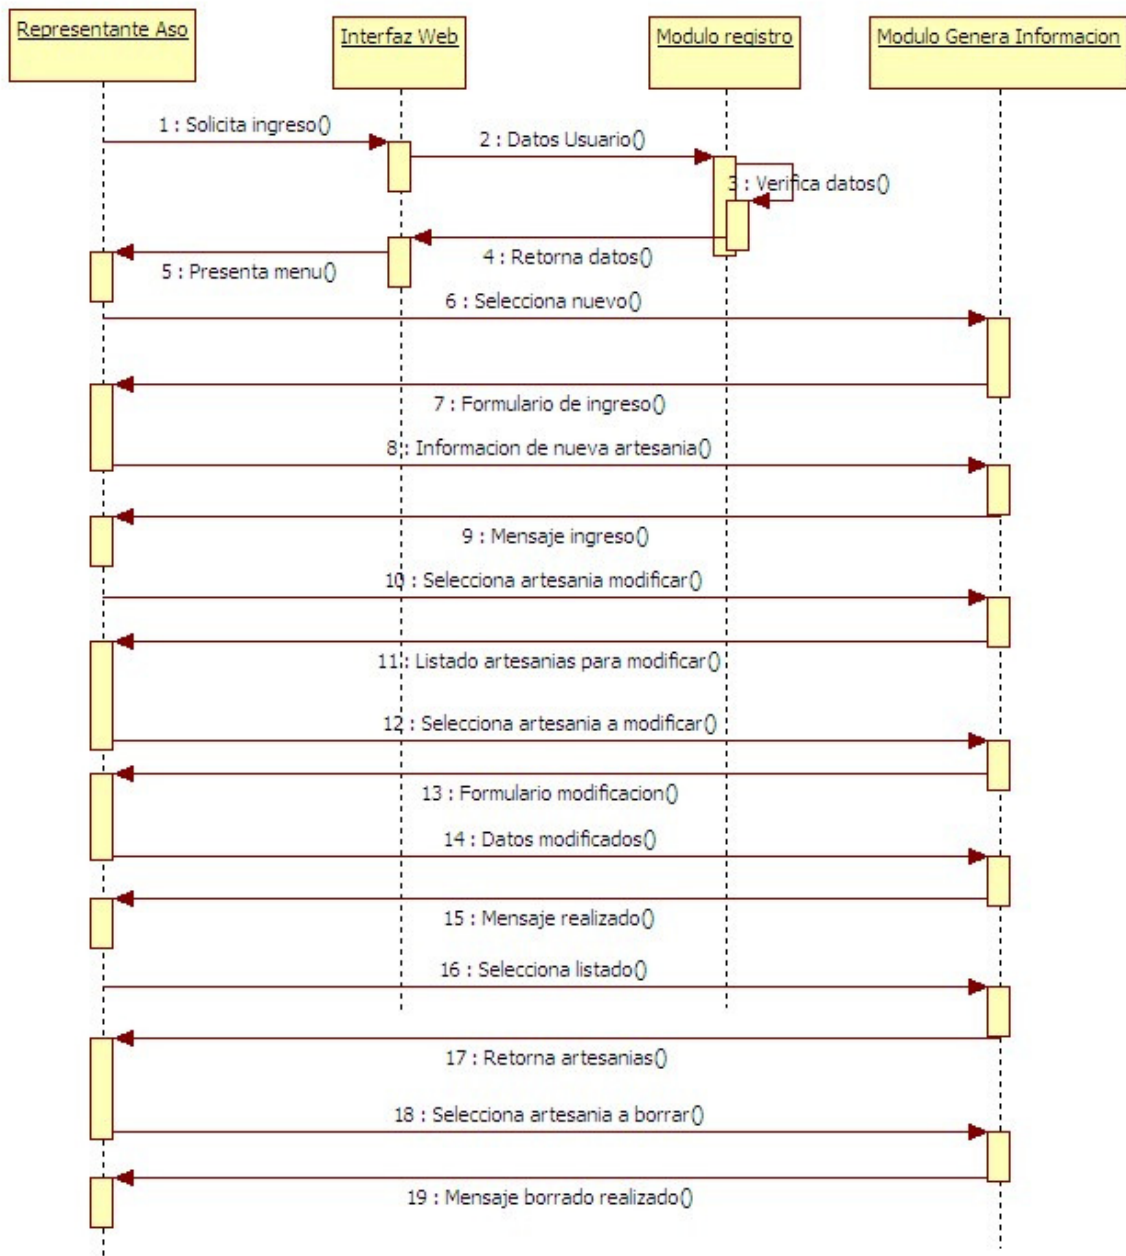 Representante Aso
Interfaz Web
Modulo registro
Modulo Genera Informacion
1 : Solicita ingreso()
2 : Datos Usuario()
3 : Verifica datos()
4 : Retorna datos()
5 : Presenta menu()
6 : Selecciona nuevo()
7 : Formulario de ingreso()
8 : Informacion de nueva artesania()
9 : Mensaje ingreso()
10 : Selecciona artesania modificar()
11 : Listado artesanias para modificar()
12 : Selecciona artesania a modificar()
13 : Formulario modificacion()
14 : Datos modificados()
15 : Mensaje realizado()
16 : Selecciona listado()
17 : Retorna artesanias()
18 : Selecciona artesania a borrar()
19 : Mensaje borrado realizado()